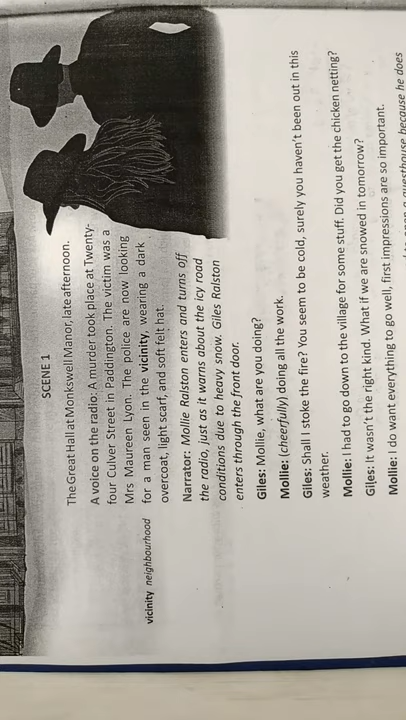 SCENE 1
The Great Hall at Monkswell Manor, late afternoon.
A voice on the radio: A murder took place at Twenty-
four Culver Street in Paddington. The victim was a
Mrs Maureen Lyon. The police are now looking
vicinity neighbourhood for a man seen in the vicinity, wearing a dark
overcoat, light scarf, and soft felt hat.
Narrator: Mollie Ralston enters and turns off
the radio, just as it warns about the icy road
conditions due to heavy snow. Giles Ralston
enters through the front door.
Giles: Mollie, what are you doing?
Mollie: (cheerfully) doing all the work.
Giles: Shall I stoke the fire? You seem to be cold, surely you haven't been out in this
weather.
Mollie: I had to go down to the village for some stuff. Did you get the chicken netting?
Giles: It wasn't the right kind. What if we are snowed in tomorrow?
Mollie: I do want everything to go well, first impressions are so important.
to open a guesthouse because he does